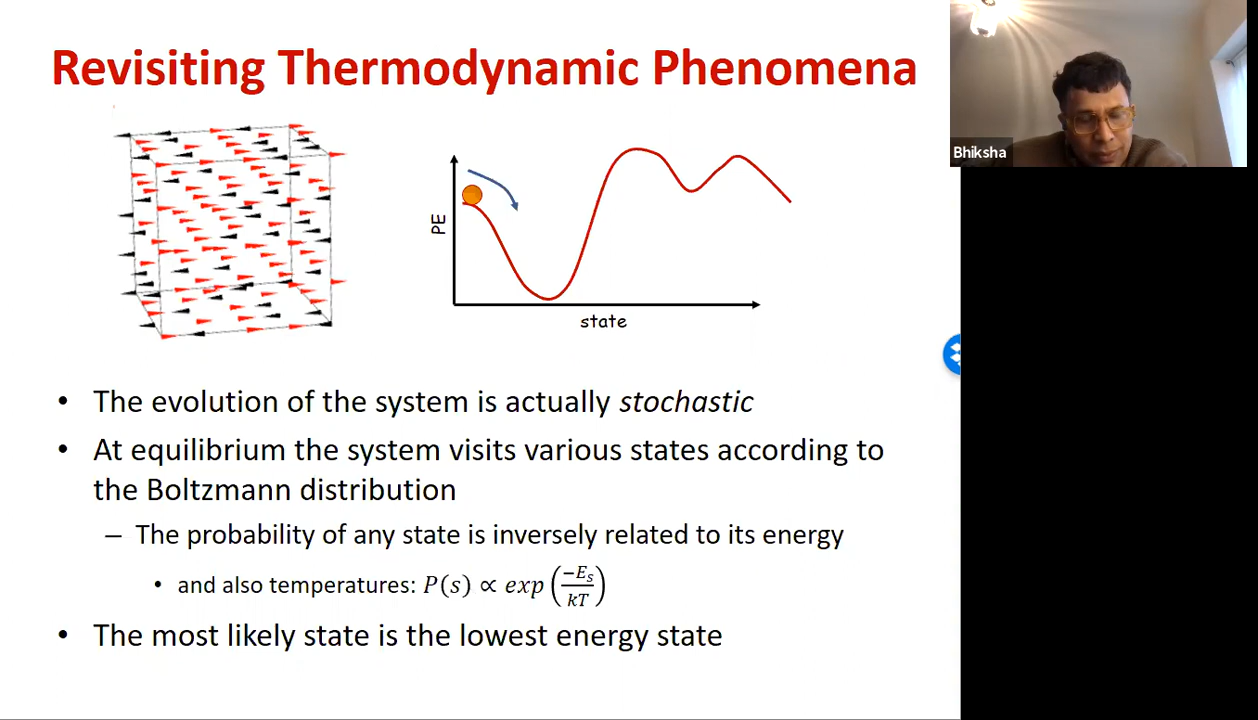 Revisiting Thermodynamic Phenomena
Bhiksha
PE
state
• The evolution of the system is actually stochastic
• At equilibrium the system visits various states according to
the Boltzmann distribution
– The probability of any state is inversely related to its energy
• and also temperatures: P(s) ∝ exp(−E_s/kT)
• The most likely state is the lowest energy state